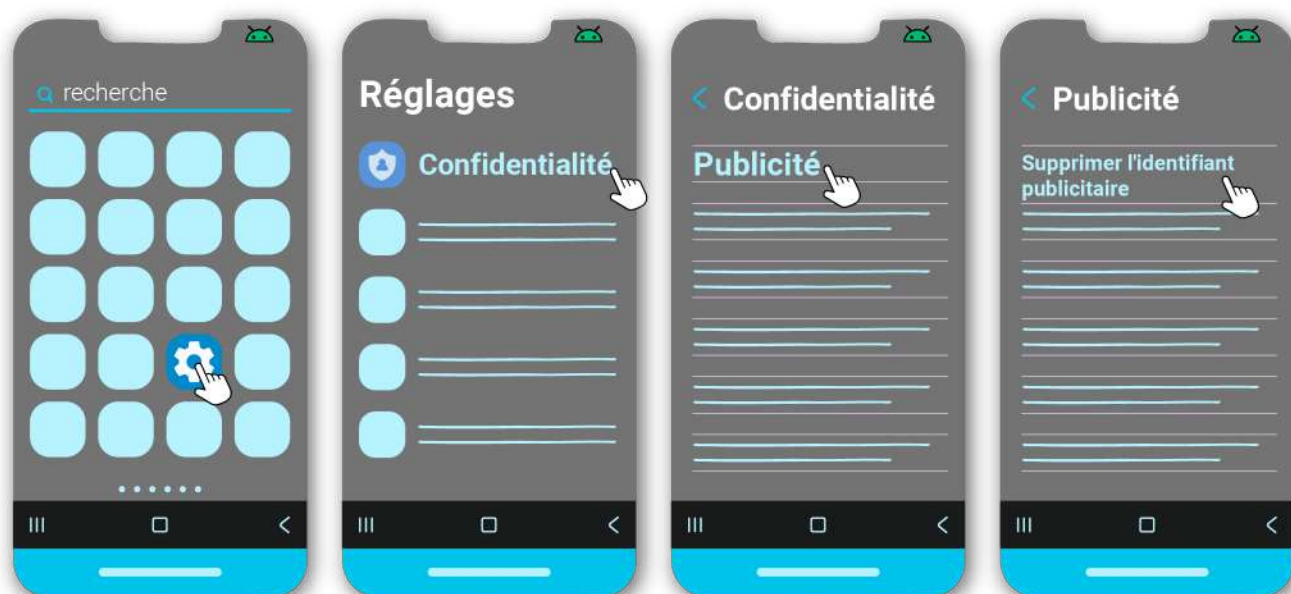 recherche
Réglages
Confidentialité
Confidentialité
Publicité
Publicité
Supprimer l'identifiant
publicitaire